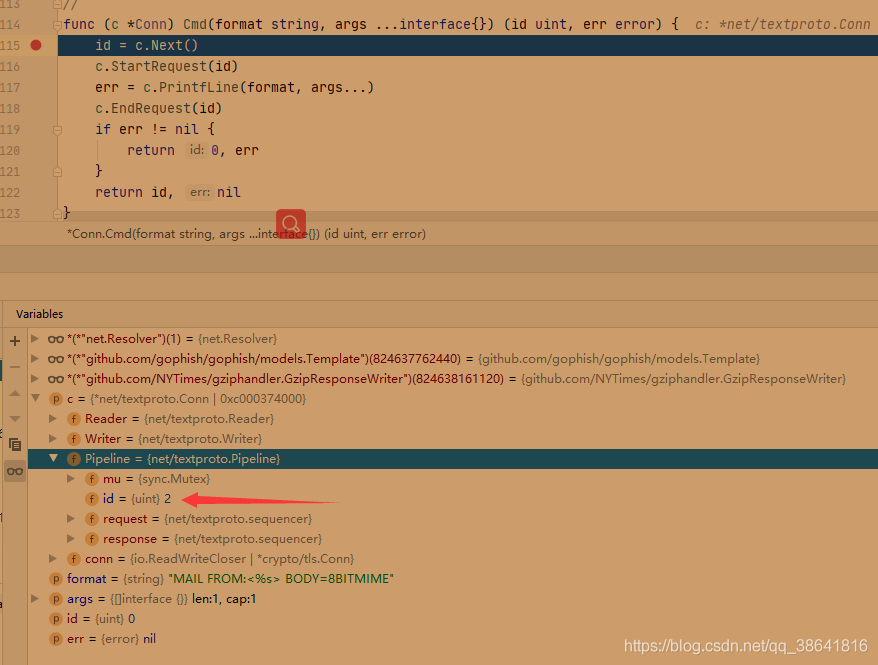 113 //
114 func (c *Conn) Cmd(format string, args ...interface{}) (id uint, err error) { c: *net/textproto.Conn
115 id = c.Next()
116 c.StartRequest(id)
117 err = c.PrintfLine(format, args...)
118 c.EndRequest(id)
119 if err != nil {
120 return id: 0, err
121 }
122 return id, err: nil
123 }
*Conn.Cmd(format string, args ...interface{}) (id uint, err error)
Variables
*(*"net.Resolver")(1) = {net.Resolver}
*(*"github.com/gophish/gophish/models.Template")(824637762440) = {github.com/gophish/gophish/models.Template}
*(*"github.com/NYTimes/gziphandler.GzipResponseWriter")(824638161120) = {github.com/NYTimes/gziphandler.GzipResponseWriter}
p c = {*net/textproto.Conn | 0xc000374000}
f Reader = {net/textproto.Reader}
f Writer = {net/textproto.Writer}
f Pipeline = {net/textproto.Pipeline}
f mu = {sync.Mutex}
f id = {uint} 2
f request = {net/textproto.sequencer}
f response = {net/textproto.sequencer}
f conn = {io.ReadWriteCloser | *crypto/tls.Conn}
p format = {string} "MAIL FROM:<%s> BODY=8BITMIME"
p args = {[]interface {}} len:1, cap:1
p id = {uint} 0
p err = {error} nil
https://blog.csdn.net/qq_38641816